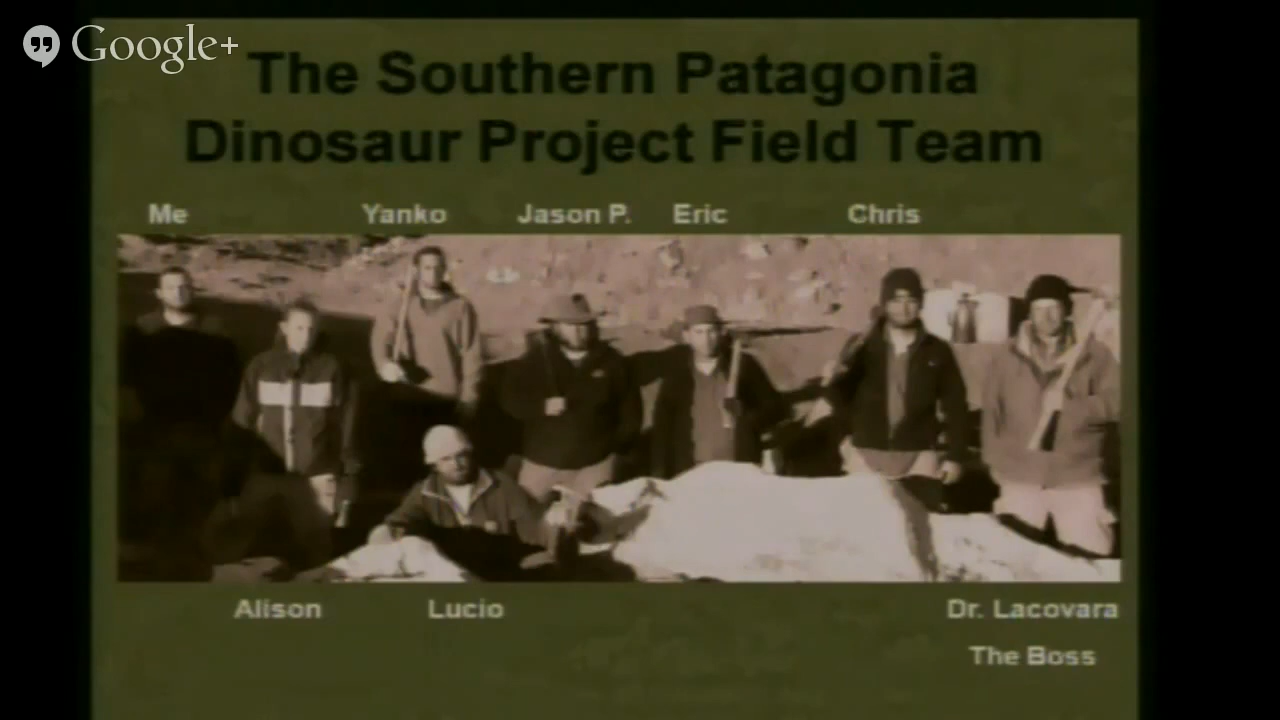 Google+
The Southern Patagonia
Dinosaur Project Field Team
Me Yanko Jason P. Eric Chris
Alison Lucio Dr. Lacovara
The Boss